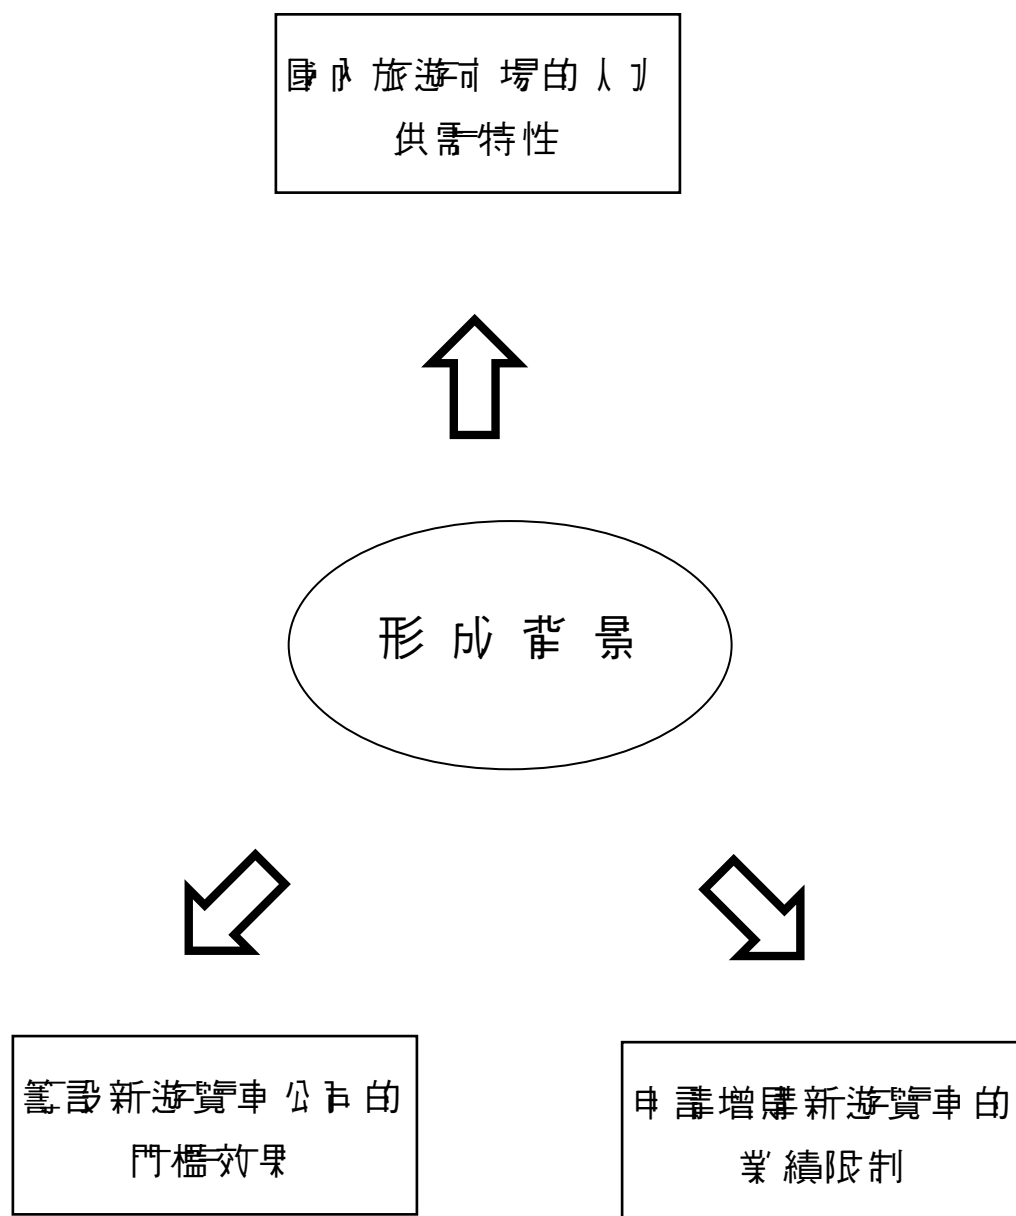 國內旅遊市場的人力
供需特性
形成背景
籌設新遊覽車公司的
門檻效果
申請增購新遊覽車的
業績限制